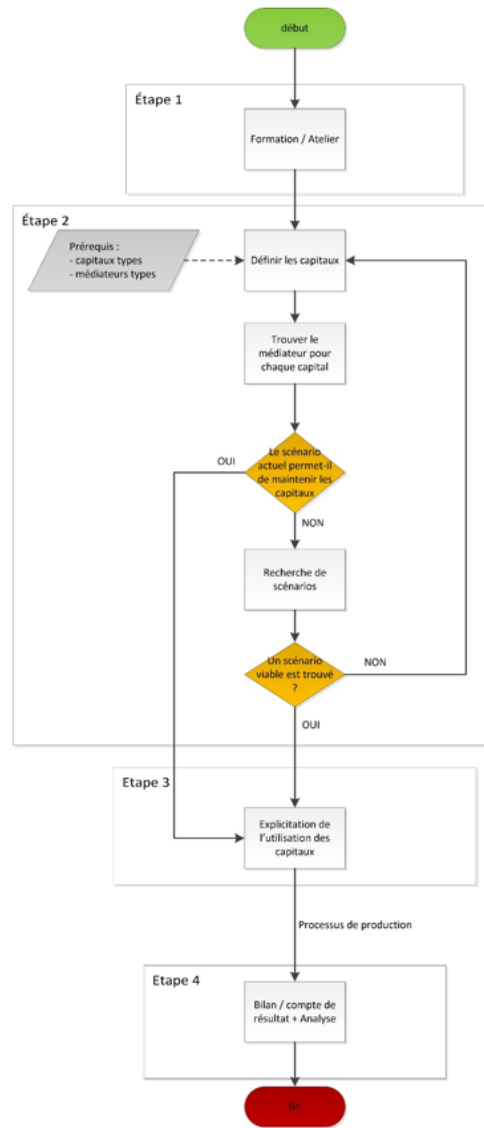 début
Étape 1
Formation / Atelier
Étape 2
Prérequis :
- capitaux types
- médiateurs types
Définir les capitaux
Trouver le
médiateur pour
chaque capital
Le scénario
actuel permet-il
de maintenir les
capitaux
OUI
NON
Recherche de
scénarios
Un scénario
viable est trouvé
?
NON
OUI
Etape 3
Explicitation de
l'utilisation des
capitaux
Processus de production
Etape 4
Bilan / compte de
résultat + Analyse
fin